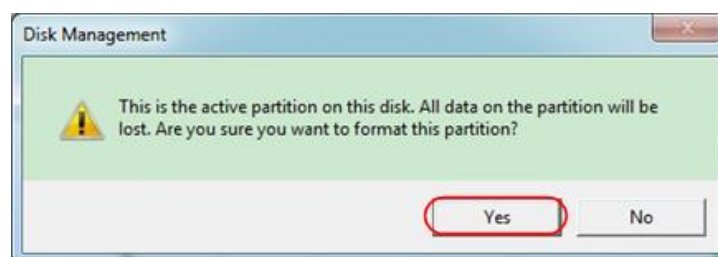 Disk Management
This is the active partition on this disk. All data on the partition will be
lost. Are you sure you want to format this partition?
Yes No